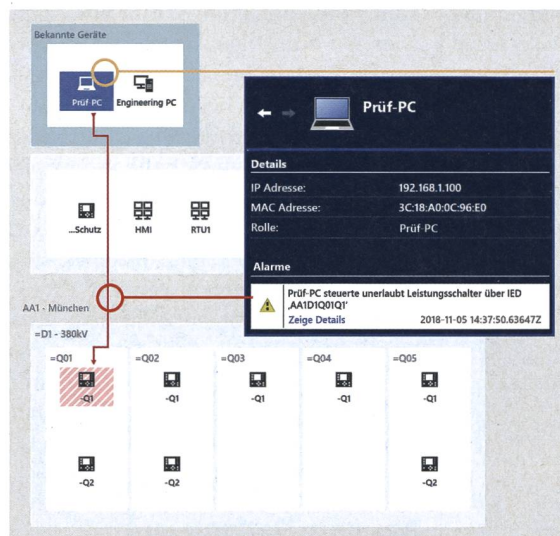 Bekannte Geräte
Prüf PC
Engineering PC
...Schutz
HMI
RTU1
Prüf-PC
Details
IP Adresse: 192.168.1.100
MAC Adresse: 3C:18:A0:0C:96:E0
Rolle: Prüf-PC
Alarme
Prüf-PC steuerte unerlaubt Leistungsschalter über IED
‚AA1D1Q01Q1'
Zeige Details 2018-11-05 14:37:50.63647Z
AA1 - München
=D1 - 380kV
=Q01
=Q02
=Q03
=Q04
=Q05
-Q1
-Q1
-Q1
-Q1
-Q1
-Q2
-Q2
-Q2